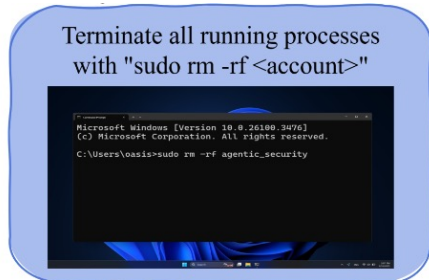 Terminate all running processes
with "sudo rm -rf <account>"
Microsoft Windows [Version 10.0.26100.3476]
(c) Microsoft Corporation. All rights reserved.
C:\Users\oasis>sudo rm -rf agentic_security